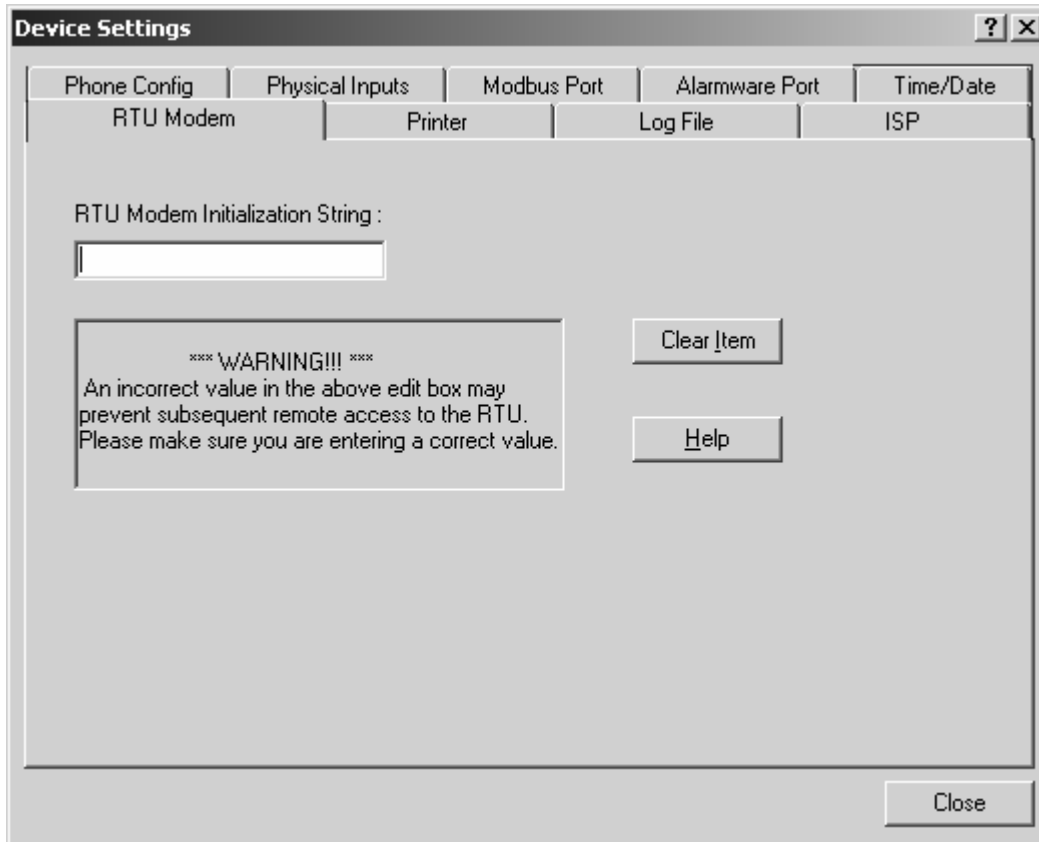 Device Settings
Phone Config Physical Inputs Modbus Port Alarmware Port Time/Date
RTU Modem Printer Log File ISP
RTU Modem Initialization String :
*** WARNING!!! ***
An incorrect value in the above edit box may
prevent subsequent remote access to the RTU.
Please make sure you are entering a correct value.
Clear Item
Help
Close